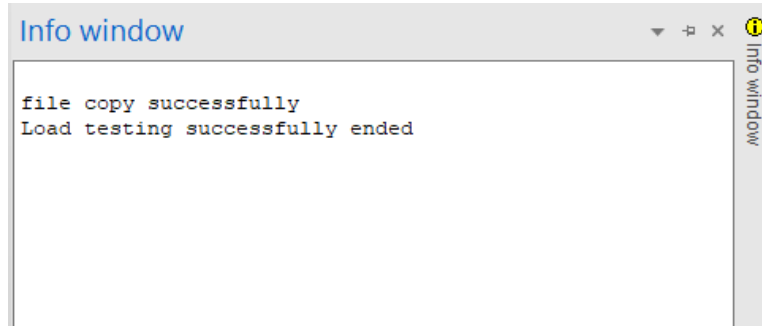 Info window
file copy successfully
Load testing successfully ended
Info window